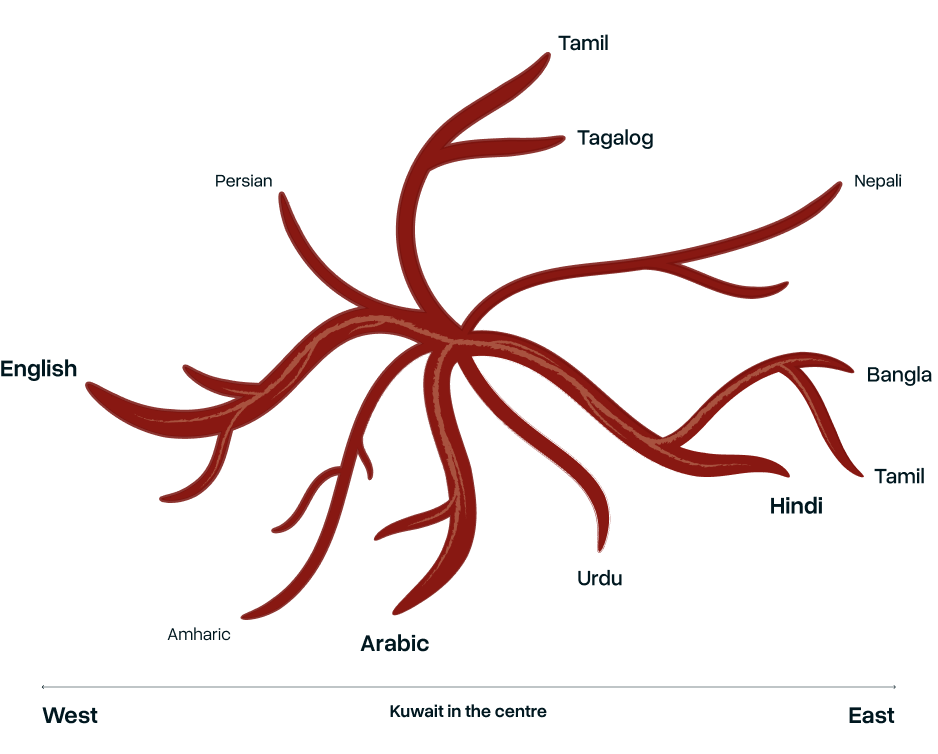 Tamil
Tagalog
Persian
Nepali
English
Bangla
Tamil
Hindi
Urdu
Amharic
Arabic
West
Kuwait in the centre
East